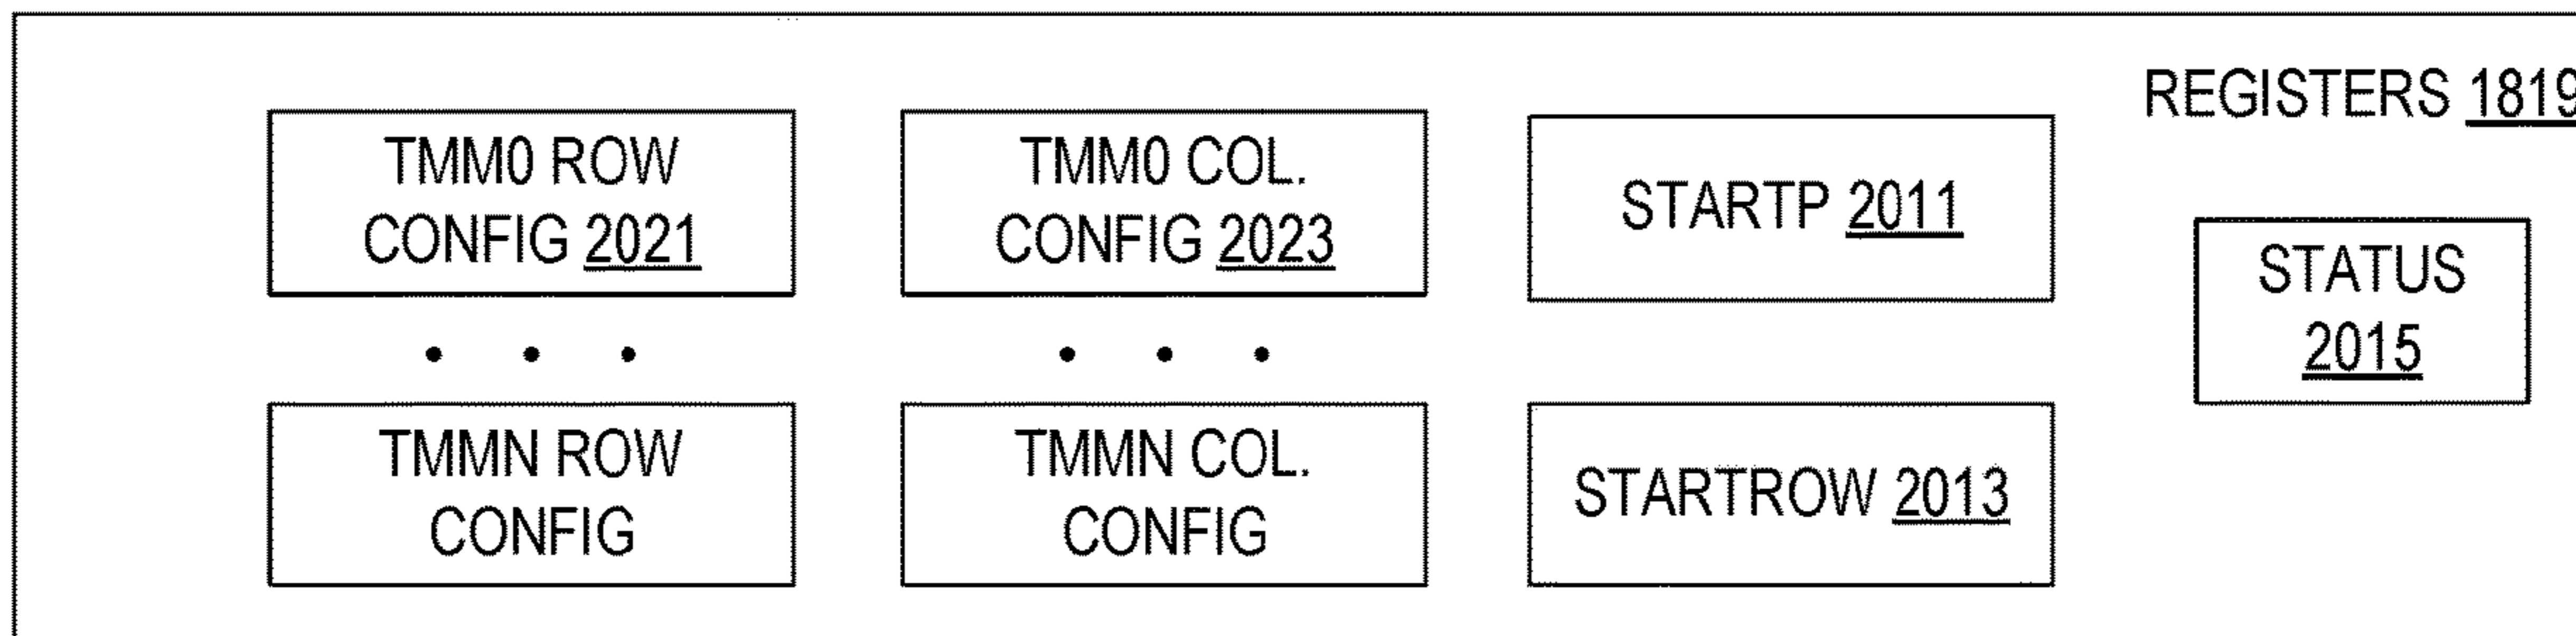 REGISTERS 1819
TMM0 ROW
CONFIG 2021
TMM0 COL.
CONFIG 2023
STARTP 2011
STATUS
2015
TMMN ROW
CONFIG
TMMN COL.
CONFIG
STARTROW 2013